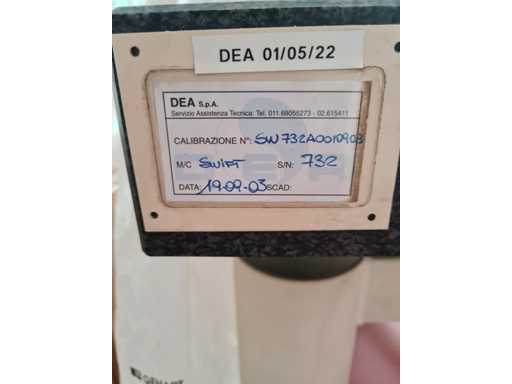 DEA 01/05/22
DEA S.p.A.
Servizio Assistenza Tecnica: Tel. 011.68055273 - 02.615411
CALIBRAZIONE N°: SW732A0010903
M/C SWIFT S/N: 732
DATA: 19-09-03 SCAD: